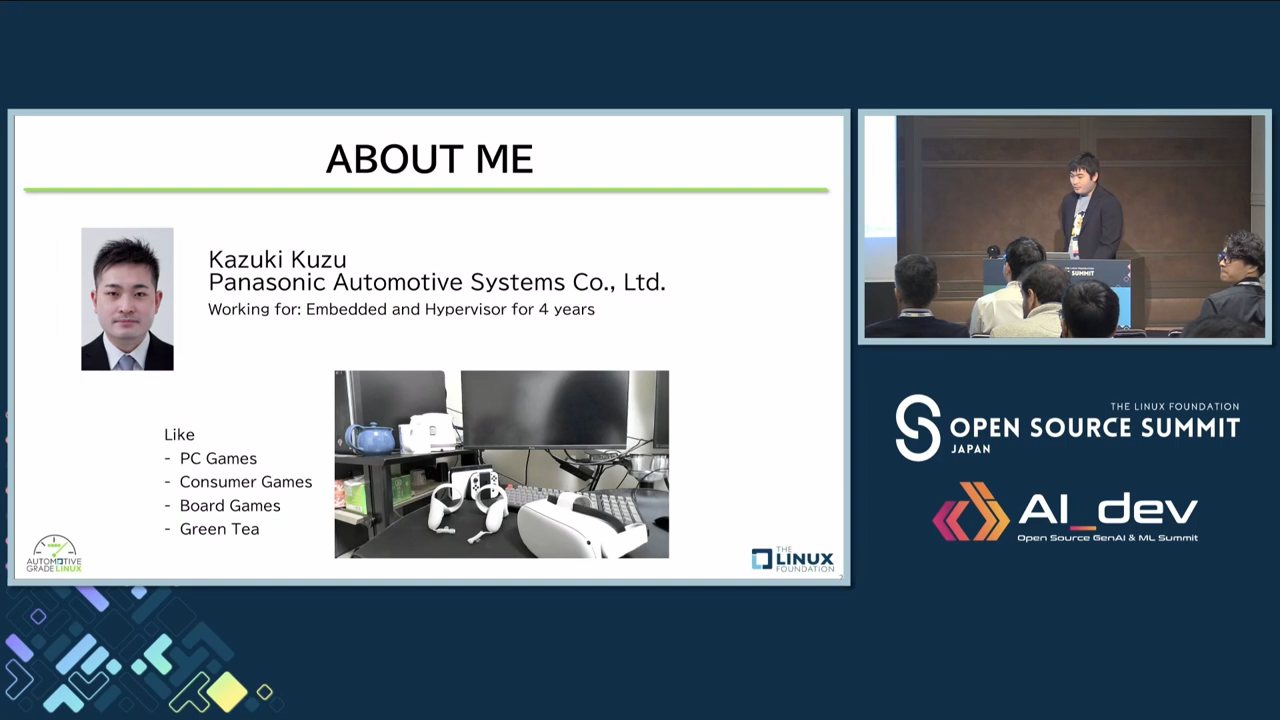 ABOUT ME
Kazuki Kuzu
Panasonic Automotive Systems Co., Ltd.
Working for: Embedded and Hypervisor for 4 years
Like
- PC Games
- Consumer Games
- Board Games
- Green Tea
AUTOMOTIVE
GRADE LINUX
THE
LINUX
FOUNDATION
SUMMIT
THE LINUX FOUNDATION
OPEN SOURCE SUMMIT
JAPAN
AI_dev
Open Source GenAI & ML Summit